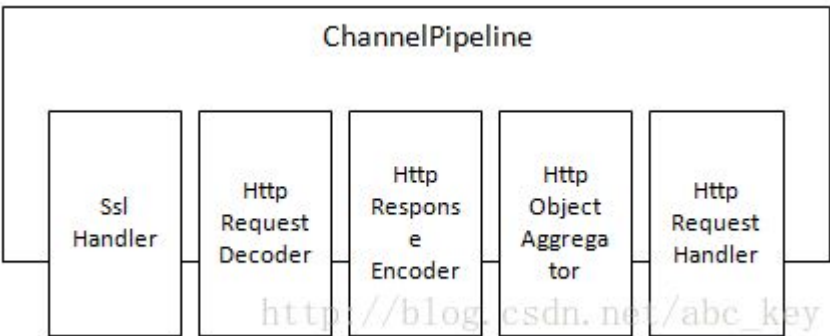 ChannelPipeline
Ssl
Handler
Http
Request
Decoder
Http
Respons
e
Encoder
Http
Object
Aggrega
tor
Http
Request
Handler
http://blog.csdn.net/abc_key